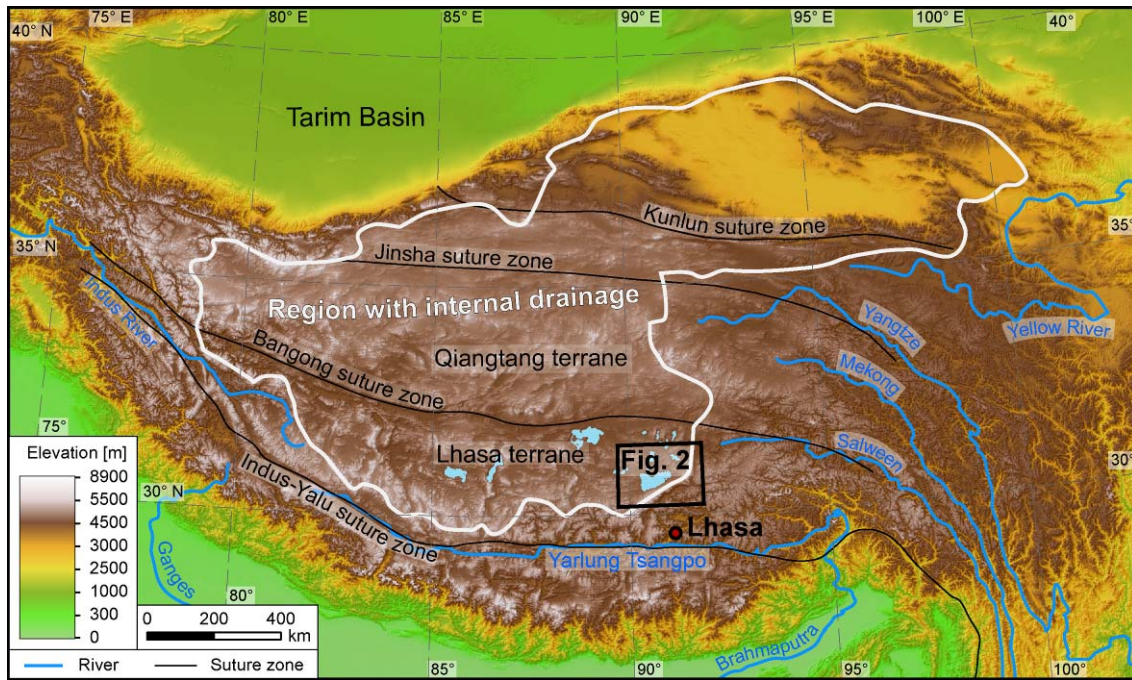 75° E
80° E
85° E
90° E
95° E
100° E
40°
40° N
Tarim Basin
Kunlun suture zone
35°
35° N
Jinsha suture zone
Region with internal drainage
Indus River
Yangtze
Yellow River
Bangong suture zone
Qiangtang terrane
Mekong
75°
Salween
Elevation [m]
8900
5500
4500
3000
2500
1000
300
0
Lhasa terrane
Fig. 2
30°
Indus-Yalu suture zone
30° N
Lhasa
Yarlung Tsangpo
Ganges
80°
0 200 400
km
Brahmaputra
River
Suture zone
85°
90°
95°
100°